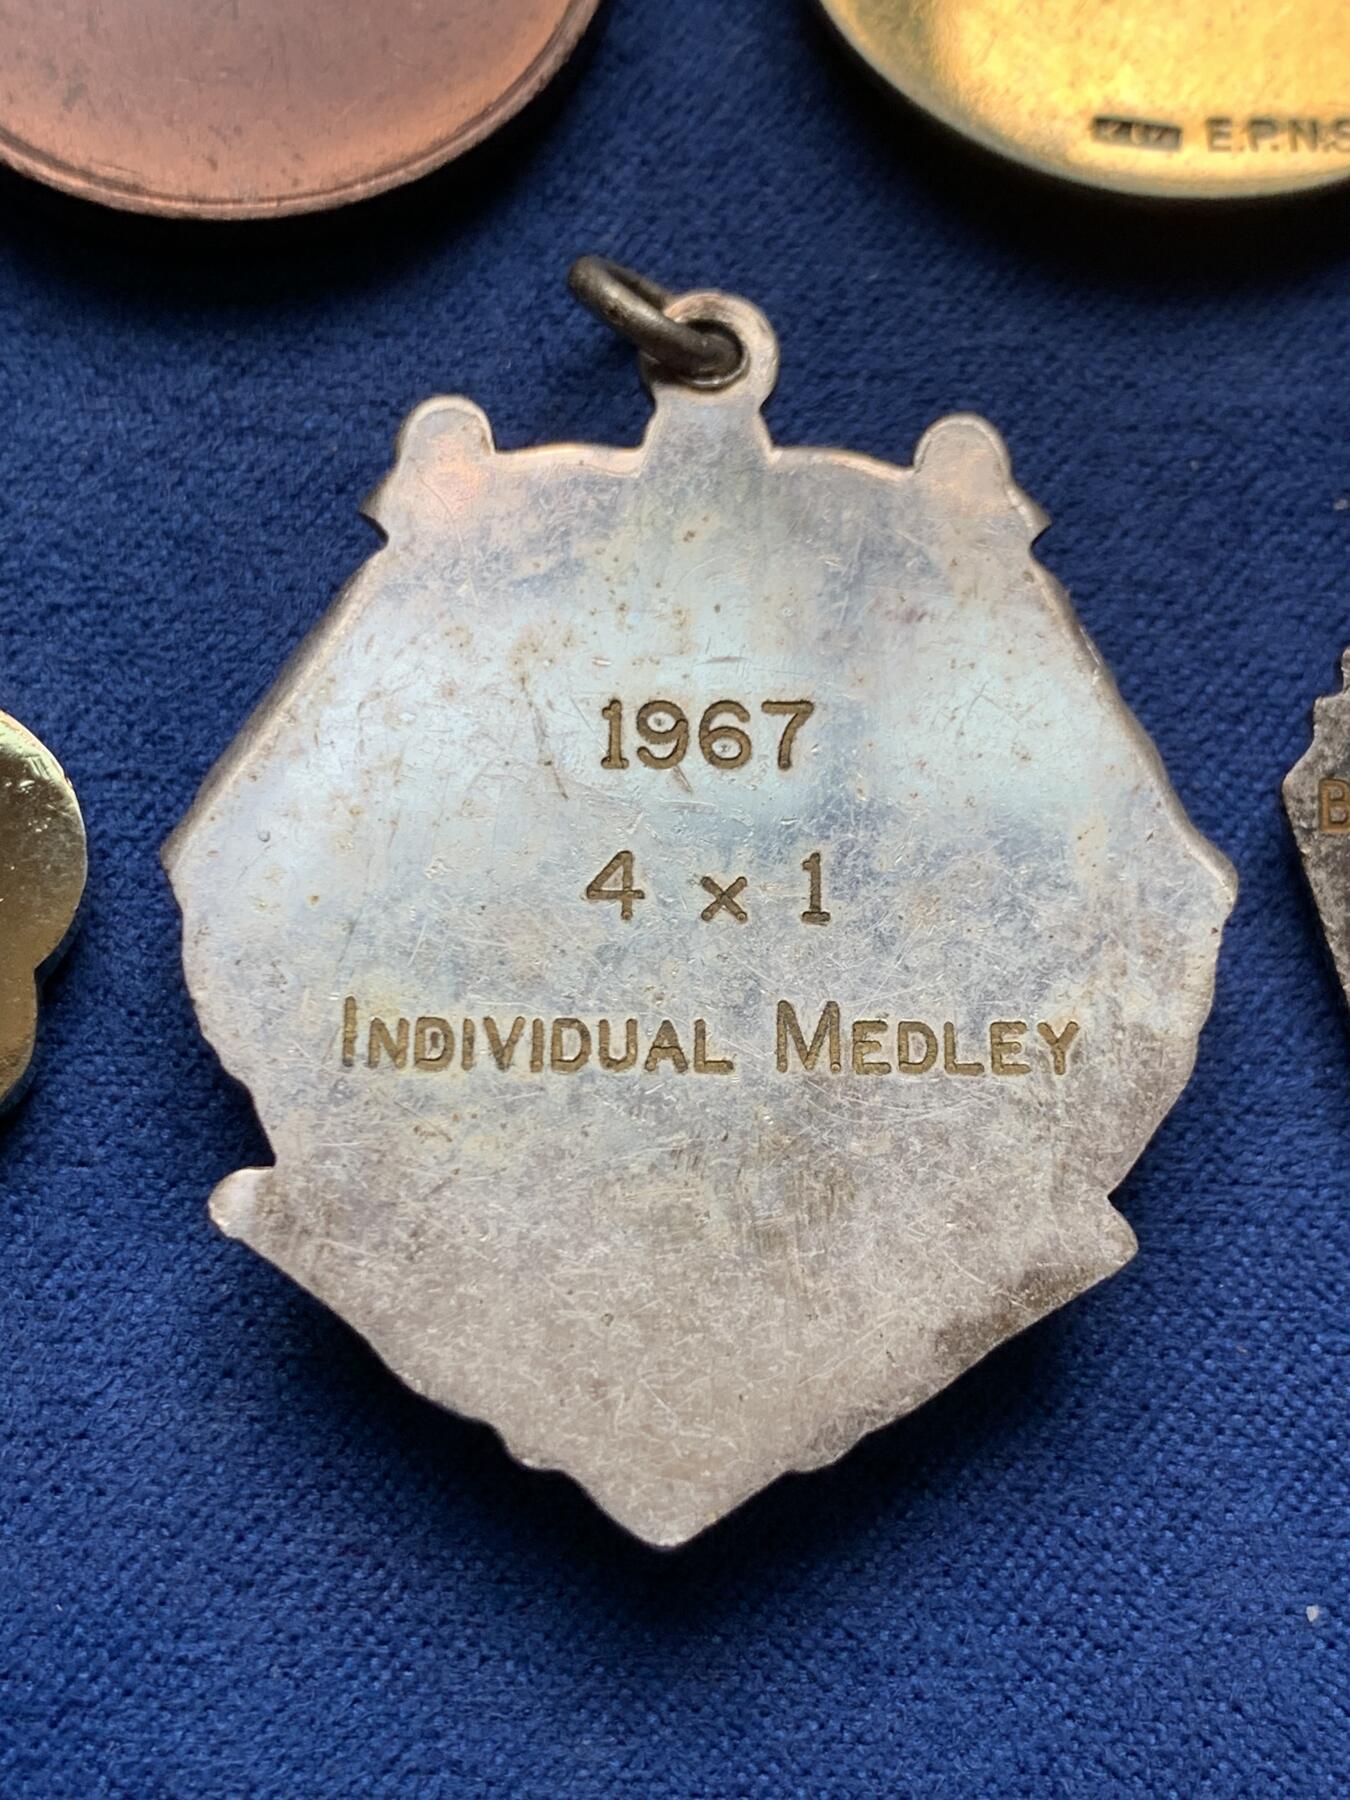 E.P.N.S
1967
4 x 1
INDIVIDUAL MEDLEY
B